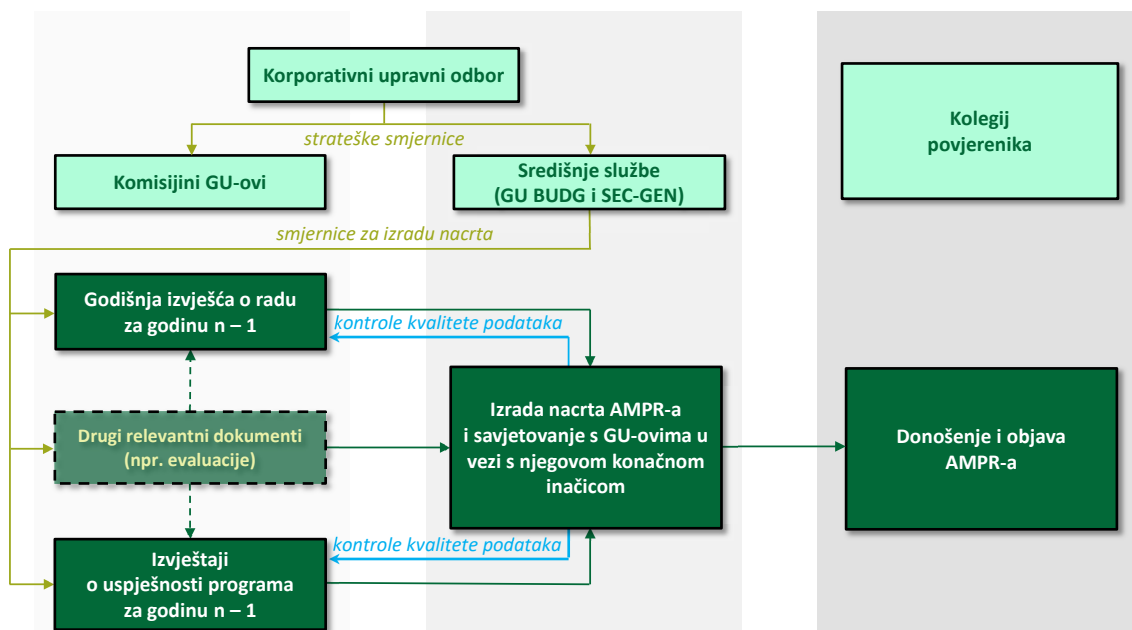 Korporativni upravni odbor
strateške smjernice
Komisijini GU-ovi
Središnje službe
(GU BUDG i SEC-GEN)
Kolegij
povjerenika
smjernice za izradu nacrta
Godišnja izvješća o radu
za godinu n – 1
kontrole kvalitete podataka
Drugi relevantni dokumenti
(npr. evaluacije)
Izrada nacrta AMPR-a
i savjetovanje s GU-ovima u
vezi s njegovom konačnom
inačicom
Donošenje i objava
AMPR-a
kontrole kvalitete podataka
Izvještaji
o uspješnosti programa
za godinu n – 1